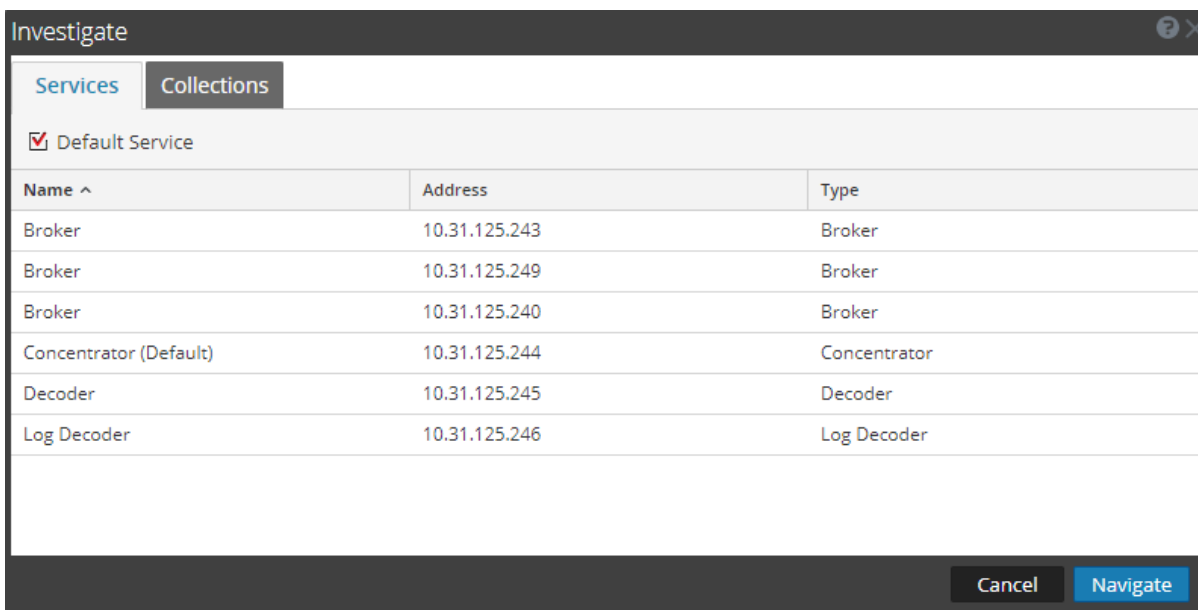 Investigate
Services Collections
Default Service
Name Address Type
Broker 10.31.125.243 Broker
Broker 10.31.125.249 Broker
Broker 10.31.125.240 Broker
Concentrator (Default) 10.31.125.244 Concentrator
Decoder 10.31.125.245 Decoder
Log Decoder 10.31.125.246 Log Decoder
Cancel Navigate